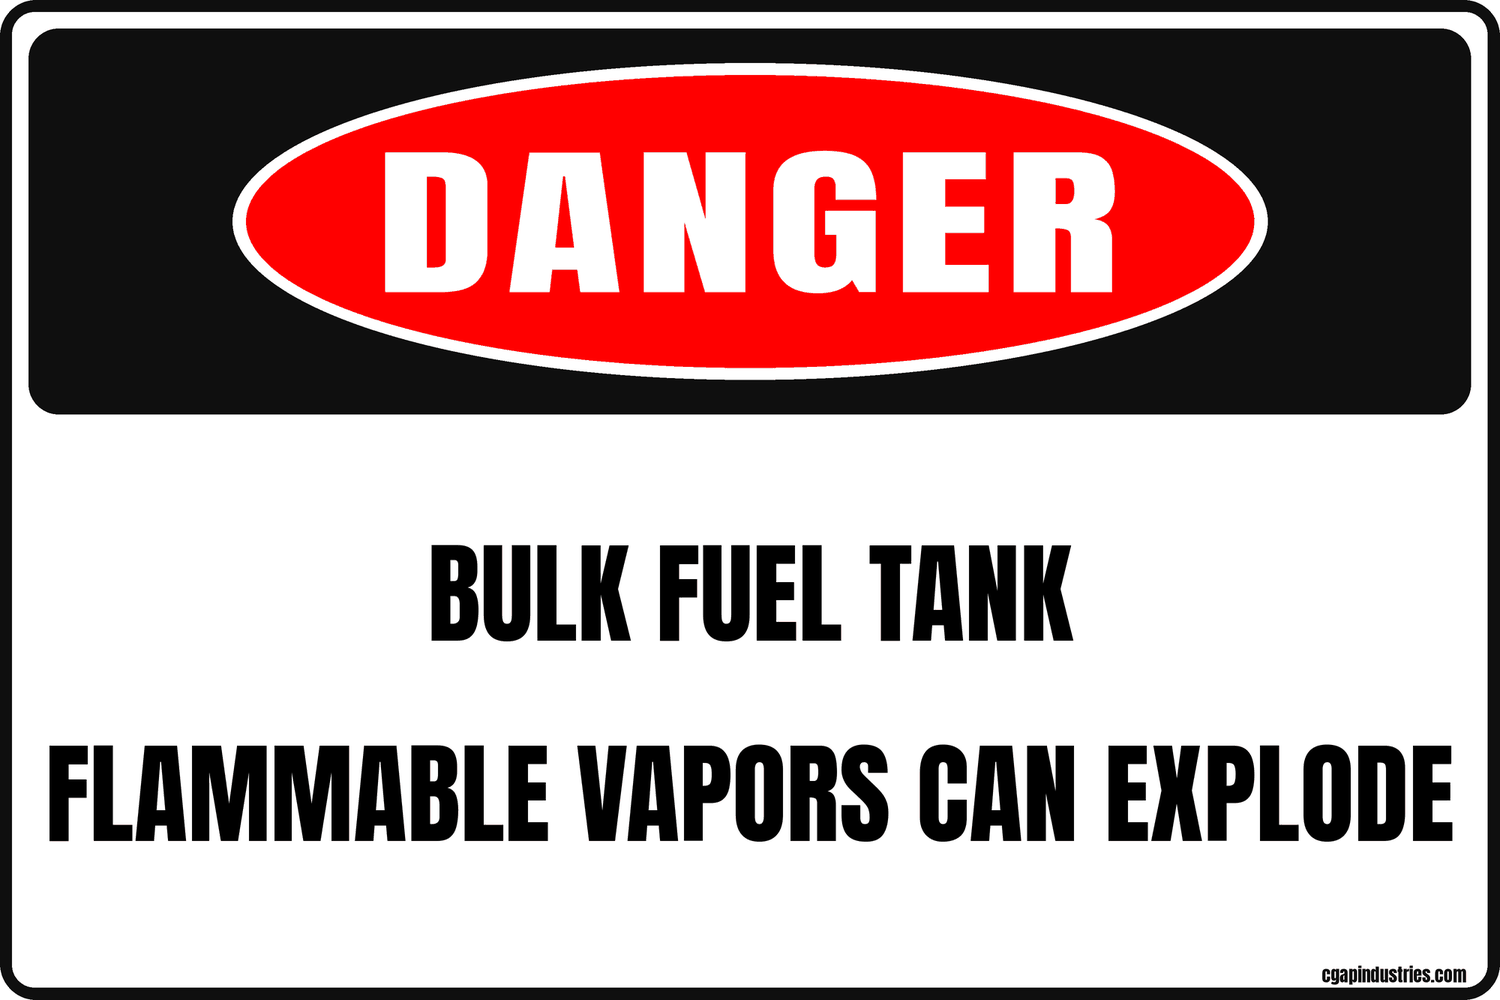 DANGER
BULK FUEL TANK
FLAMMABLE VAPORS CAN EXPLODE
cgapindustries.com